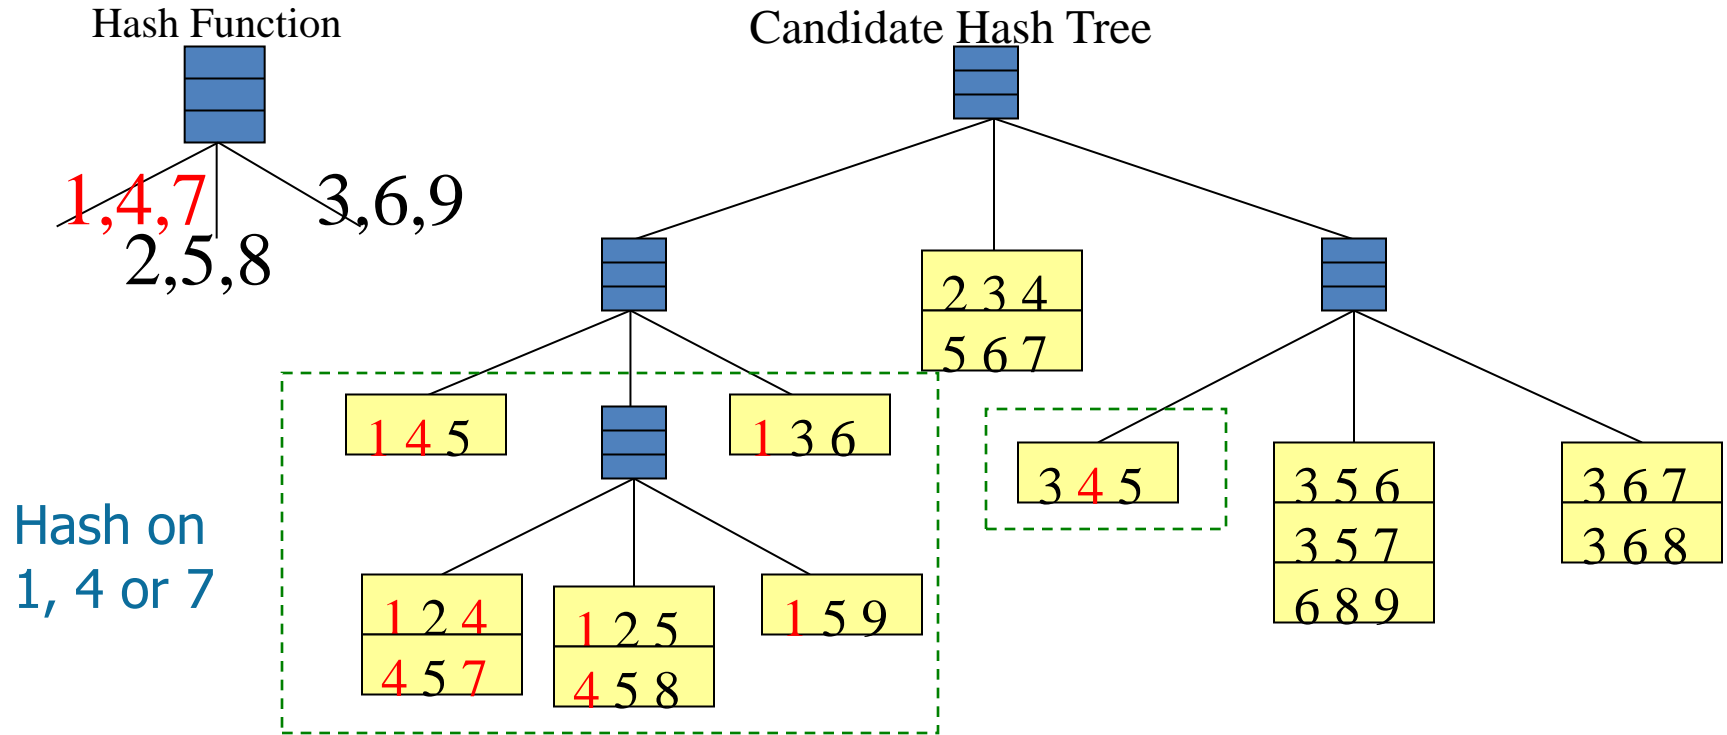 Hash Function
Candidate Hash Tree
1,4,7
3,6,9
2,5,8
2 3 4
5 6 7
1 4 5
1 3 6
3 4 5
3 5 6
3 6 7
3 5 7
3 6 8
6 8 9
Hash on
1, 4 or 7
1 2 4
1 2 5
1 5 9
4 5 7
4 5 8